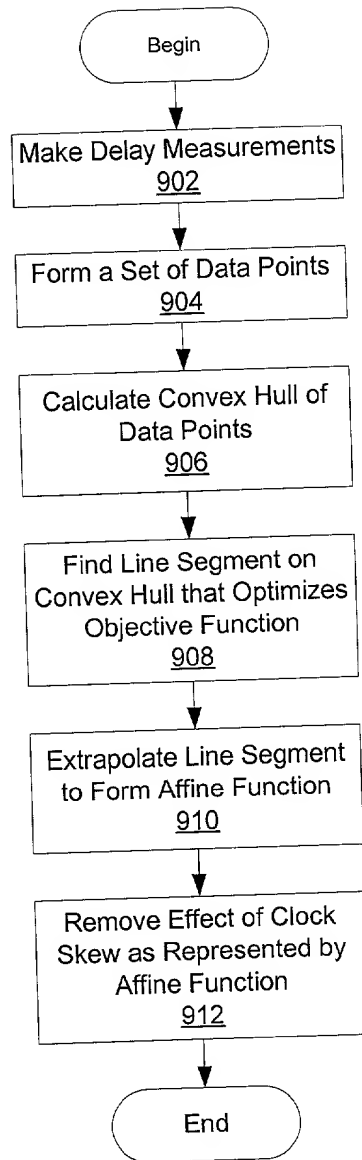 Begin
Make Delay Measurements
902
Form a Set of Data Points
904
Calculate Convex Hull of
Data Points
906
Find Line Segment on
Convex Hull that Optimizes
Objective Function
908
Extrapolate Line Segment
to Form Affine Function
910
Remove Effect of Clock
Skew as Represented by
Affine Function
912
End